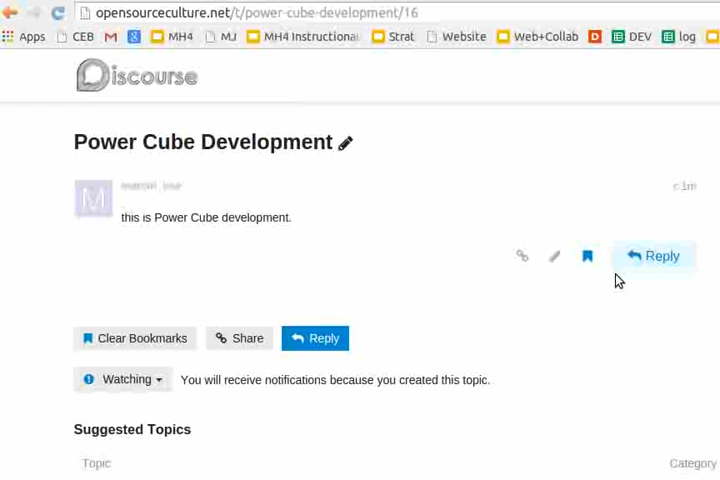 opensourceculture.net/t/power-cube-development/16
Apps CEB MH4 MJ MH4 Instructiona Strat Website Web+Collab DEV log
Discourse
Power Cube Development
M
< 1m
this is Power Cube development.
Reply
Clear Bookmarks Share Reply
Watching You will receive notifications because you created this topic.
Suggested Topics
Topic Category